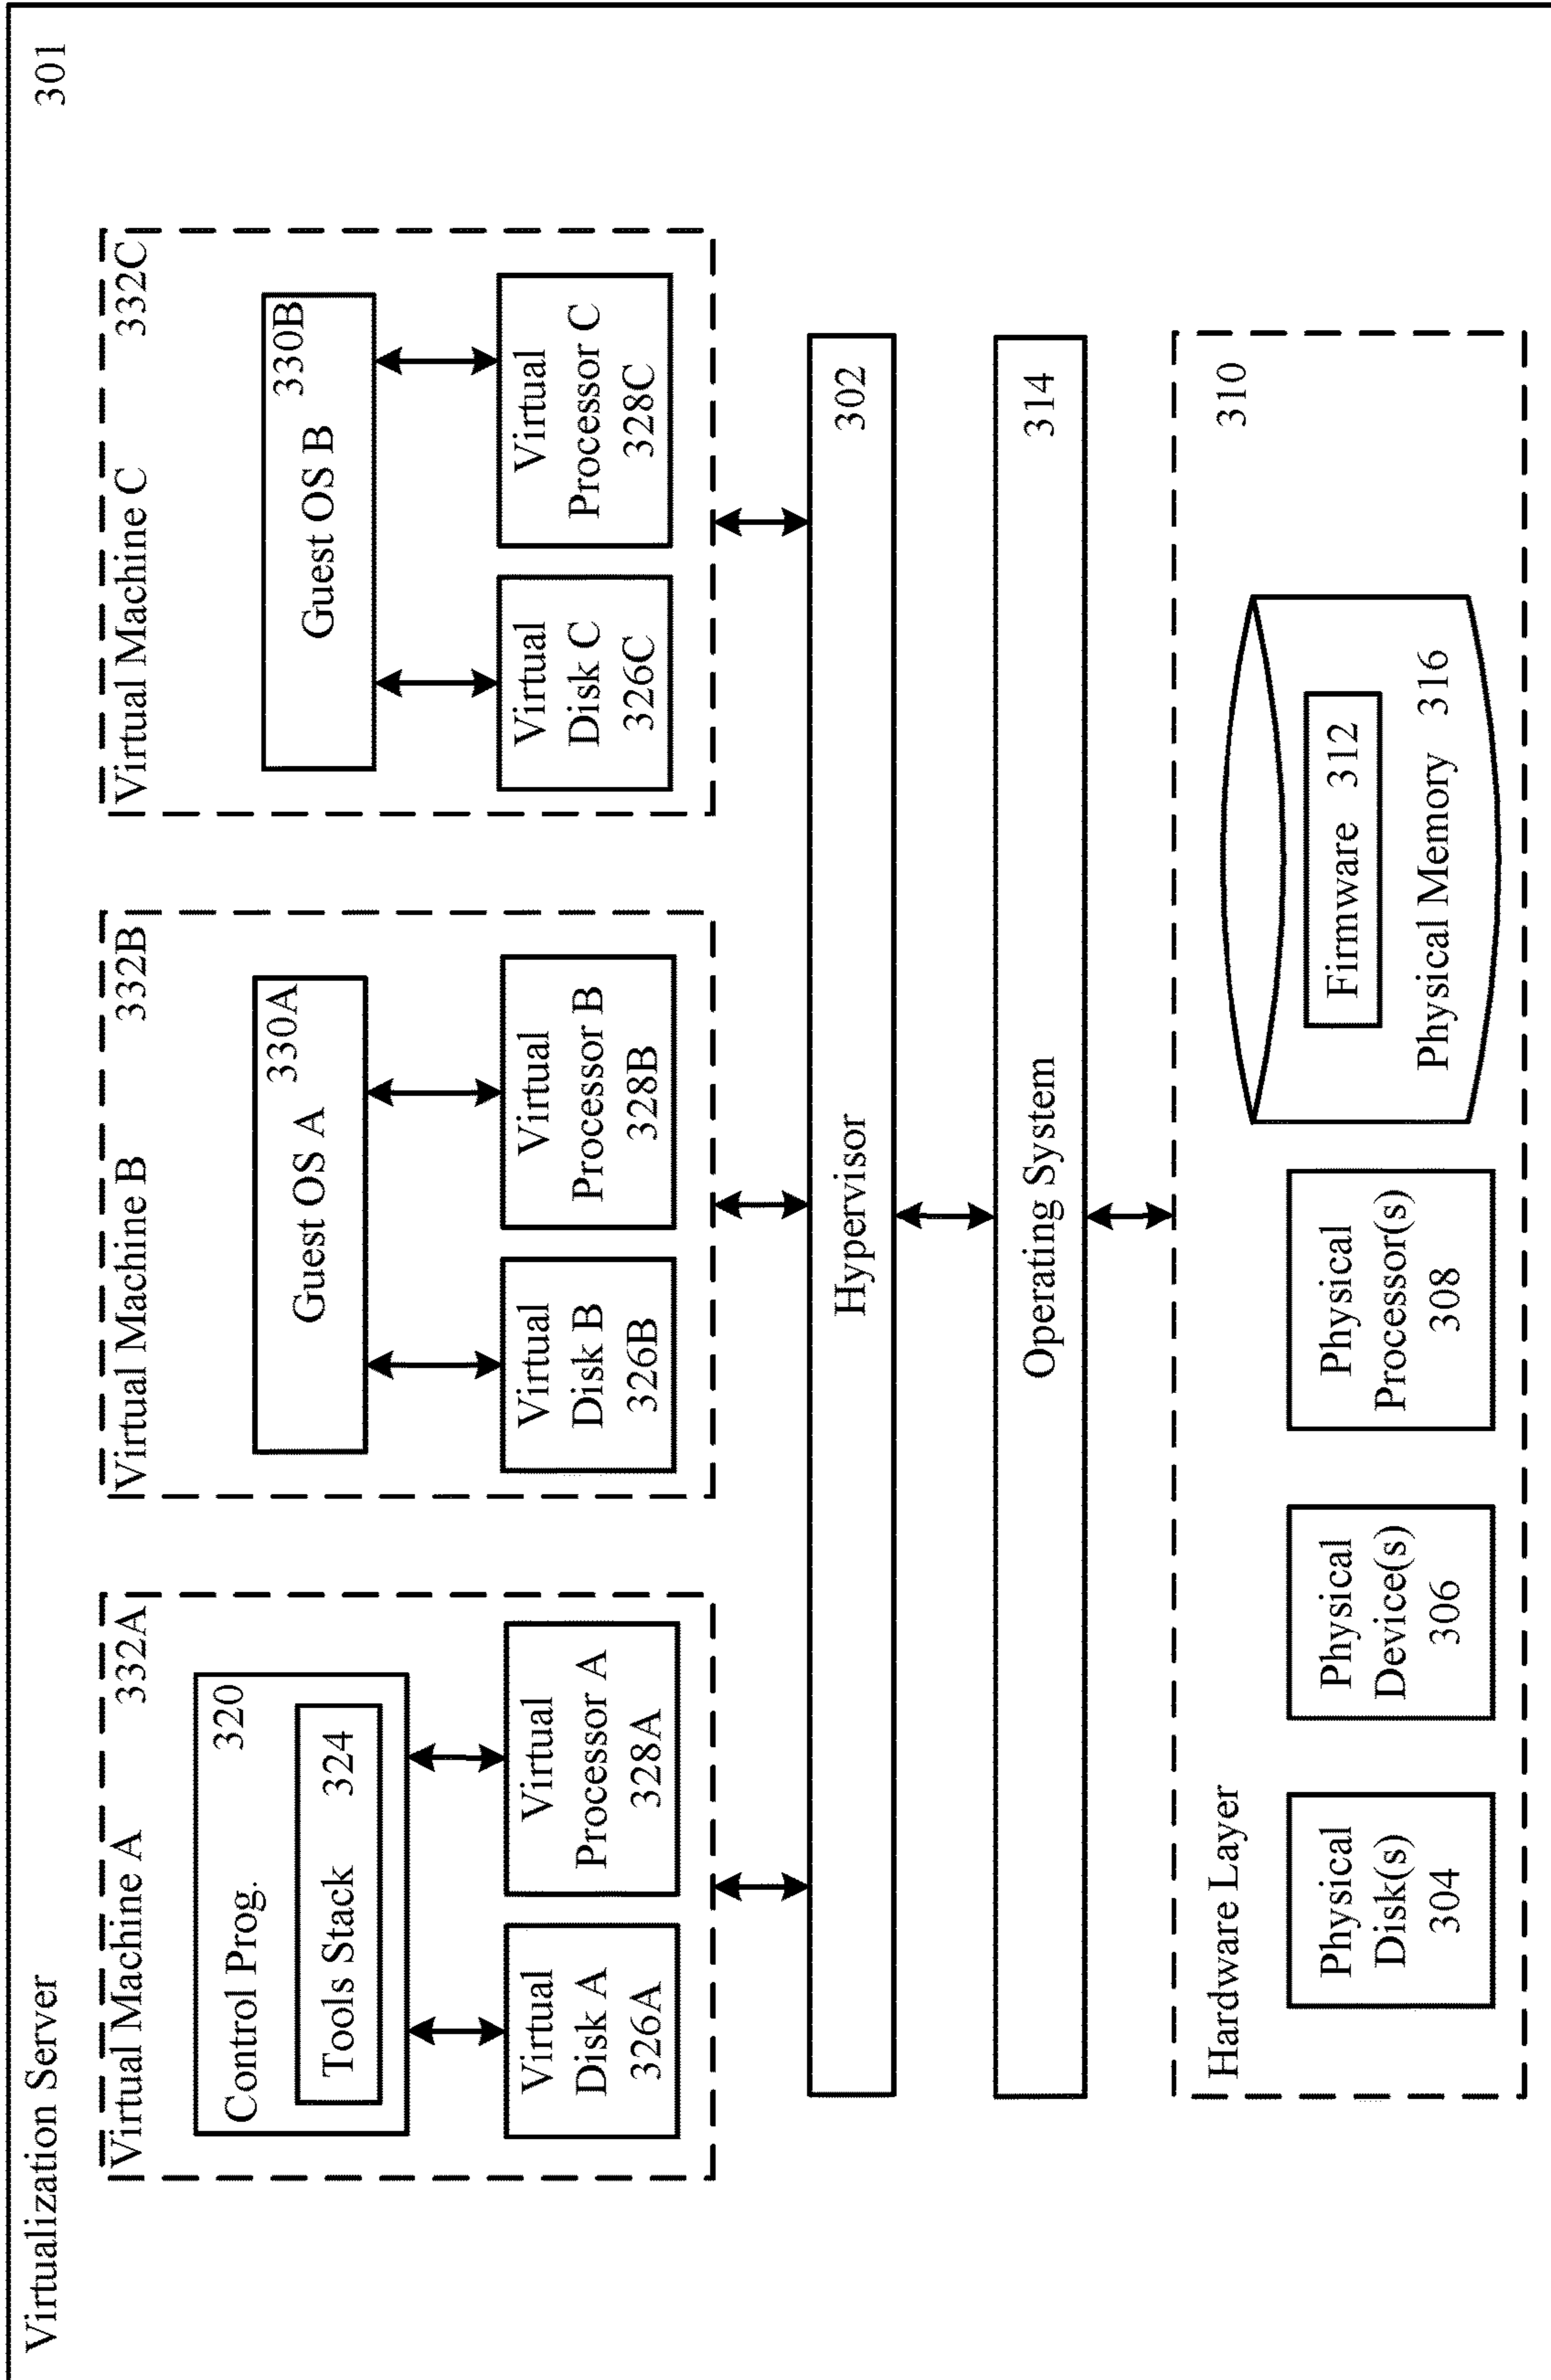 Virtualization Server 301
Virtual Machine A 332A
Control Prog. 320
Tools Stack 324
Virtual
Disk A
326A
Virtual
Processor A
328A
Virtual Machine B 332B
330A
Guest OS A
Virtual
Disk B
326B
Virtual
Processor B
328B
Virtual Machine C 332C
330B
Guest OS B
Virtual
Disk C
326C
Virtual
Processor C
328C
Hypervisor 302
Operating System 314
Hardware Layer 310
Physical
Disk(s)
304
Physical
Device(s)
306
Physical
Processor(s)
308
Firmware 312
Physical Memory 316